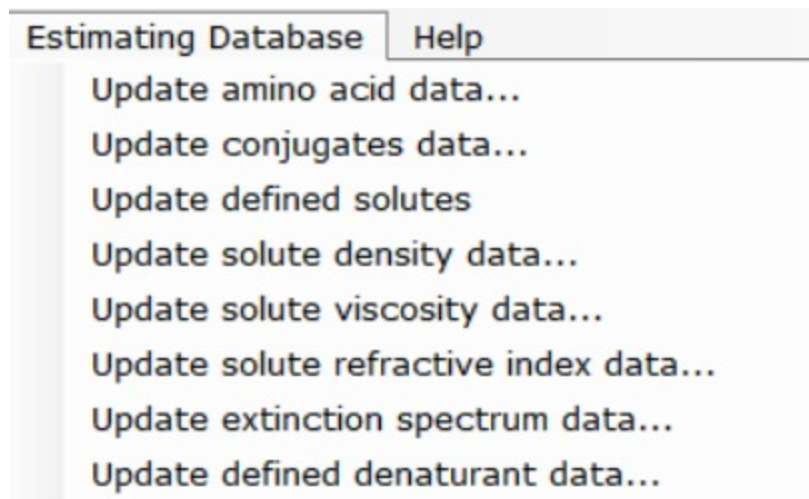 Estimating Database Help
Update amino acid data...
Update conjugates data...
Update defined solutes
Update solute density data...
Update solute viscosity data...
Update solute refractive index data...
Update extinction spectrum data...
Update defined denaturant data...